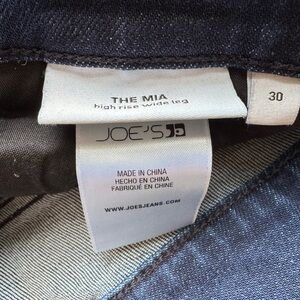 THE MIA
high rise wide leg
30
JOE'S
MADE IN CHINA
HECHO EN CHINA
FABRIQUÉ EN CHINE
WWW.JOESJEANS.COM